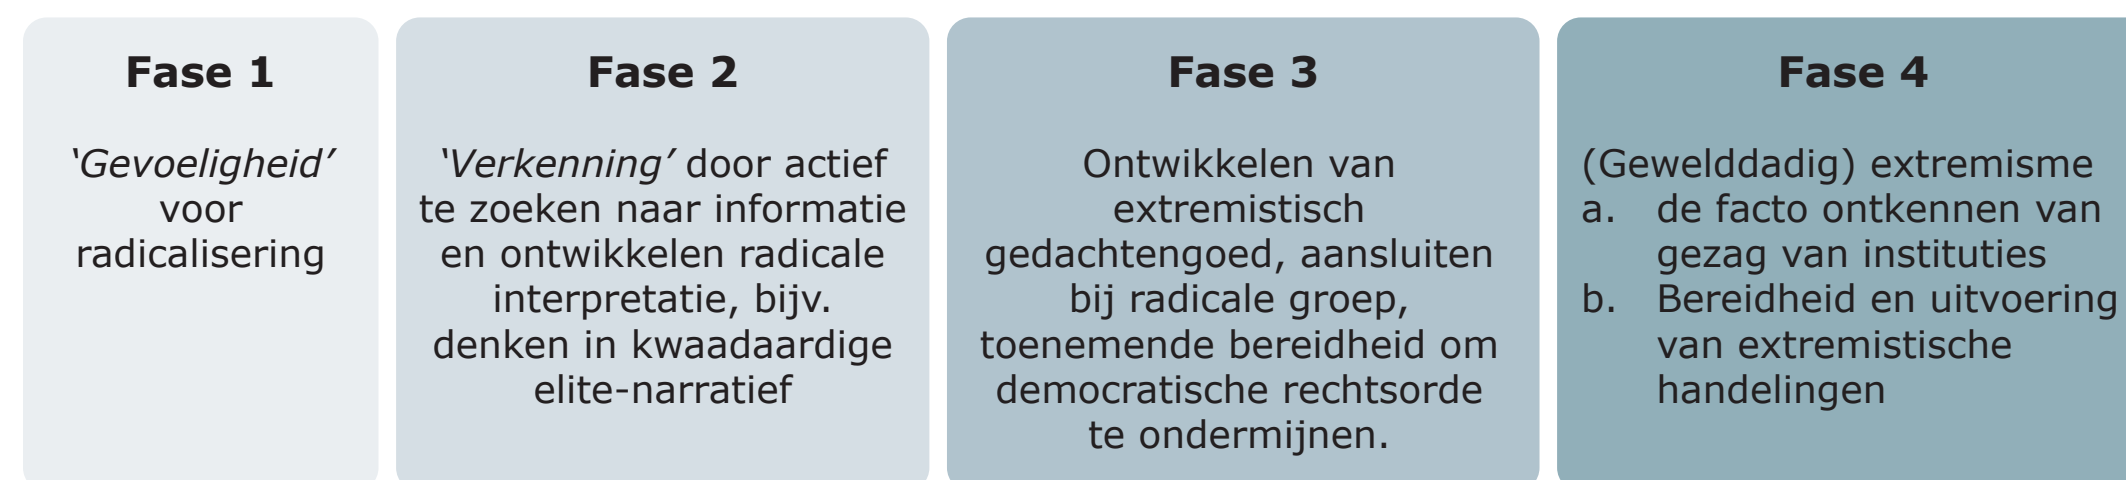 Fase 1
‘Gevoeligheid’
voor
radicalisering
Fase 2
‘Verkenning’ door actief
te zoeken naar informatie
en ontwikkelen radicale
interpretatie, bijv.
denken in kwaadaardige
elite-narratief
Fase 3
Ontwikkelen van
extremistisch
gedachtengoed, aansluiten
bij radicale groep,
toenemende bereidheid om
democratische rechtsorde
te ondermijnen.
Fase 4
(Gewelddadig) extremisme
a. de facto ontkennen van
gezag van instituties
b. Bereidheid en uitvoering
van extremistische
handelingen